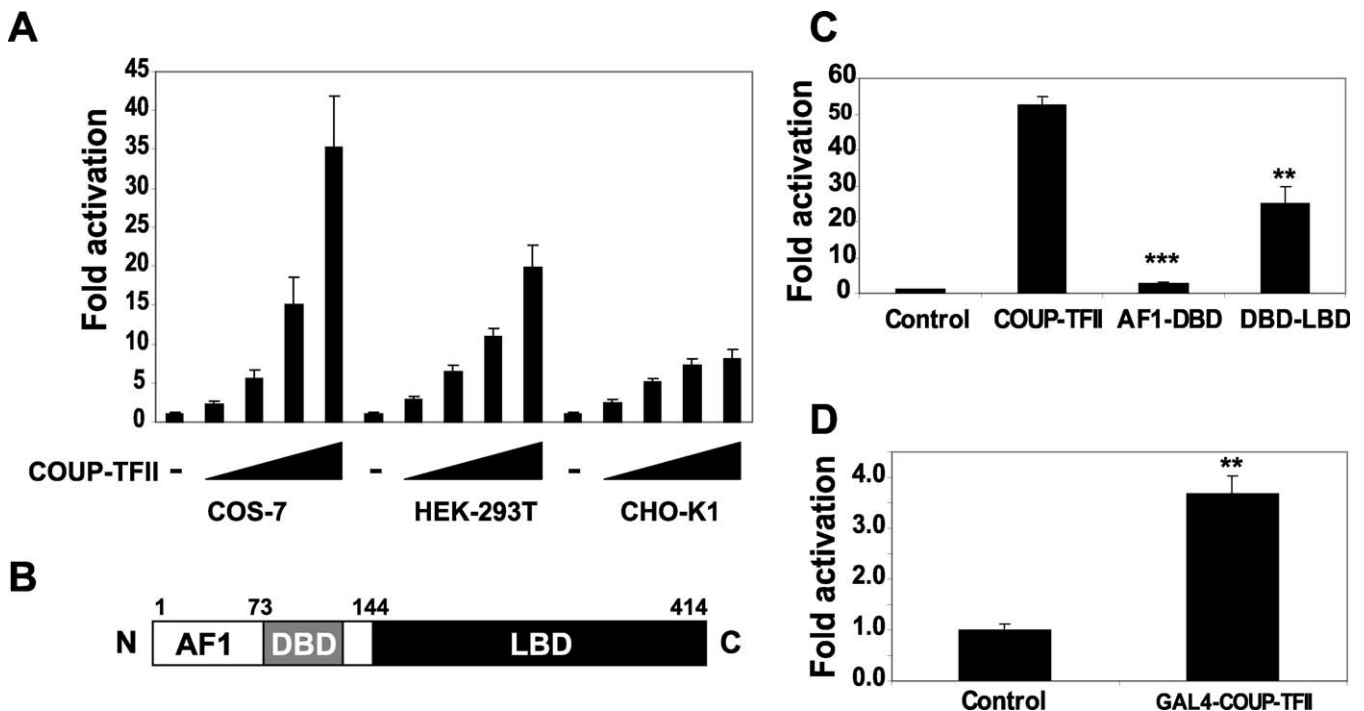 A
Fold activation
45
40
35
30
25
20
15
10
5
0
COUP-TFII
- - -
COS-7 HEK-293T CHO-K1
B
1 73 144 414
N AF1 DBD LBD C
C
Fold activation
60
50
40
30
20
10
0
***
**
Control COUP-TFII AF1-DBD DBD-LBD
D
Fold activation
4.0
3.0
2.0
1.0
0.0
**
Control GAL4-COUP-TFII